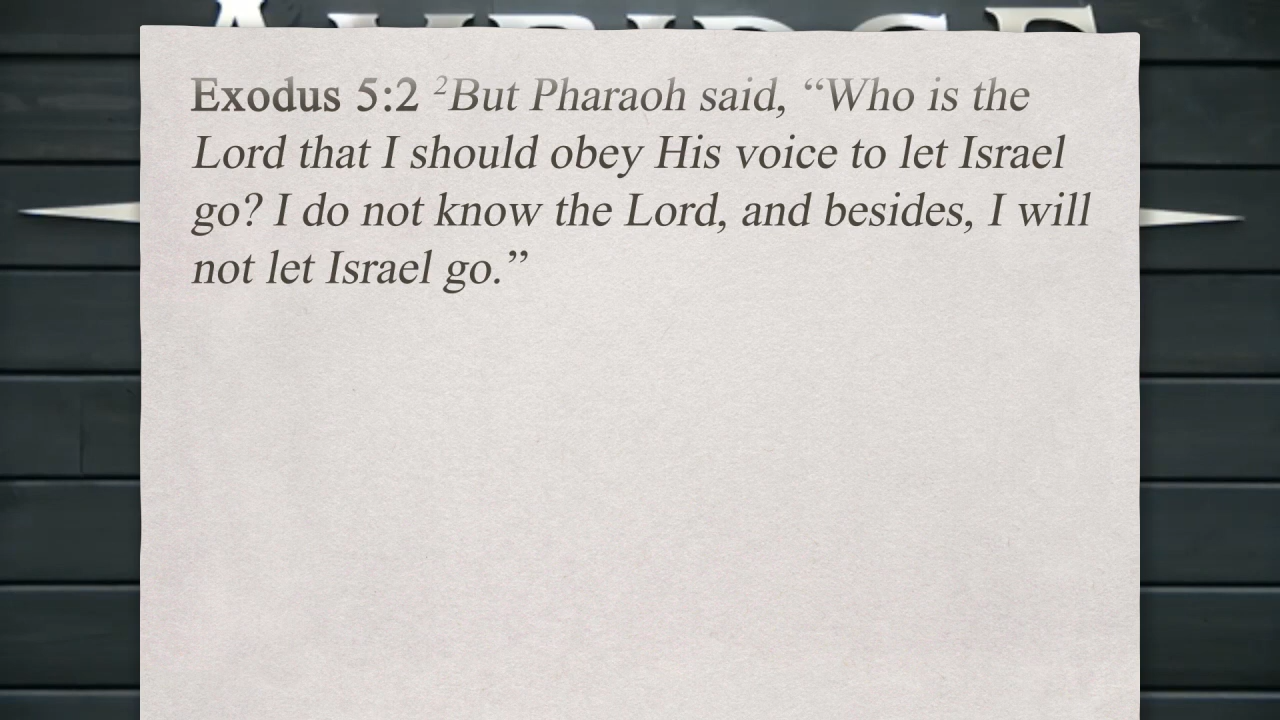 Exodus 5:2 ²But Pharaoh said, “Who is the
Lord that I should obey His voice to let Israel
go? I do not know the Lord, and besides, I will
not let Israel go.”